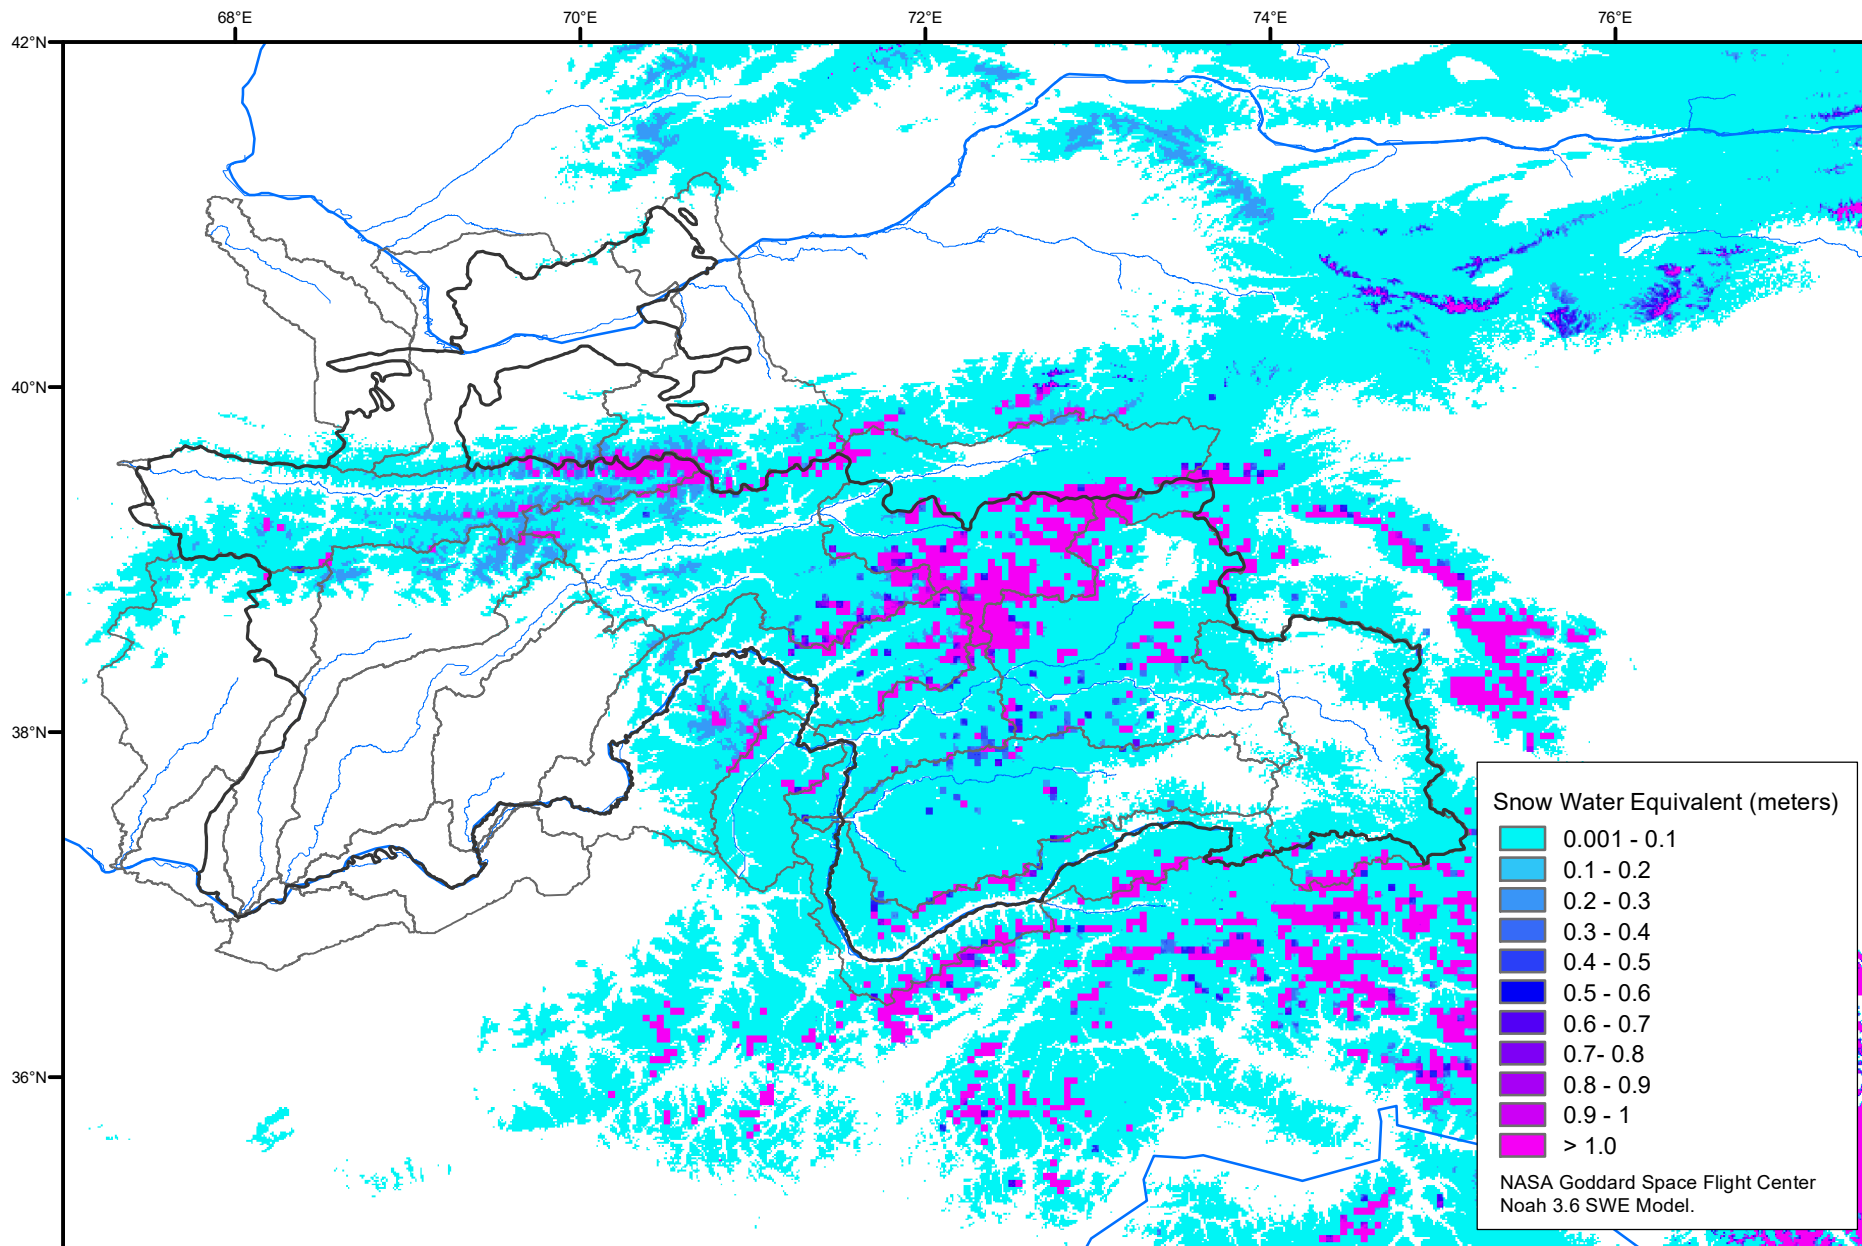 68°E 70°E 72°E 74°E 76°E
42°N
40°N
38°N
36°N
Snow Water Equivalent (meters)
0.001 - 0.1
0.1 - 0.2
0.2 - 0.3
0.3 - 0.4
0.4 - 0.5
0.5 - 0.6
0.6 - 0.7
0.7- 0.8
0.8 - 0.9
0.9 - 1
> 1.0
NASA Goddard Space Flight Center
Noah 3.6 SWE Model.